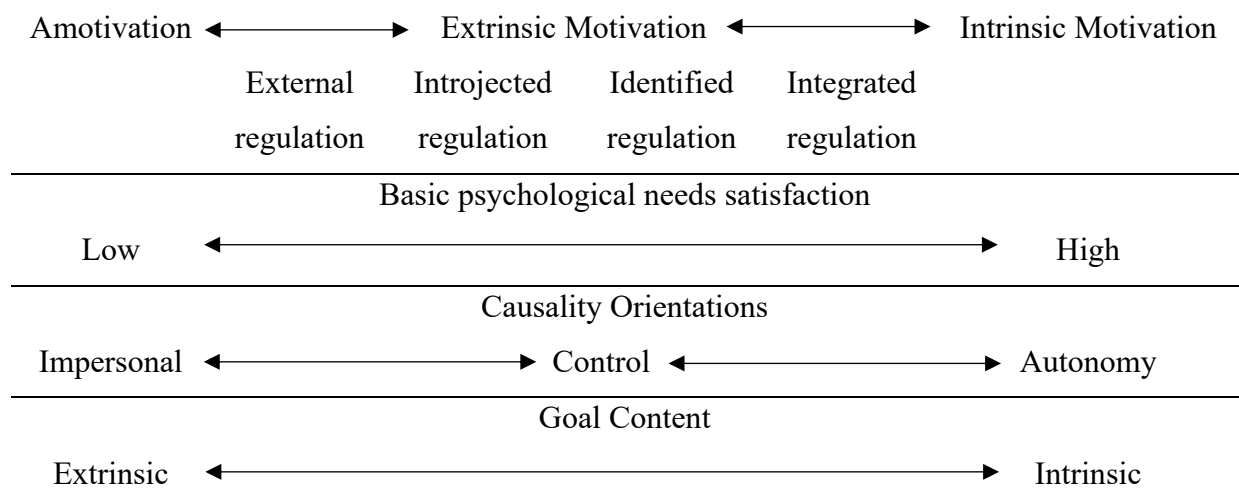 Amotivation Extrinsic Motivation Intrinsic Motivation
External Introjected Identified Integrated
regulation regulation regulation regulation
Basic psychological needs satisfaction
Low High
Causality Orientations
Impersonal Control Autonomy
Goal Content
Extrinsic Intrinsic